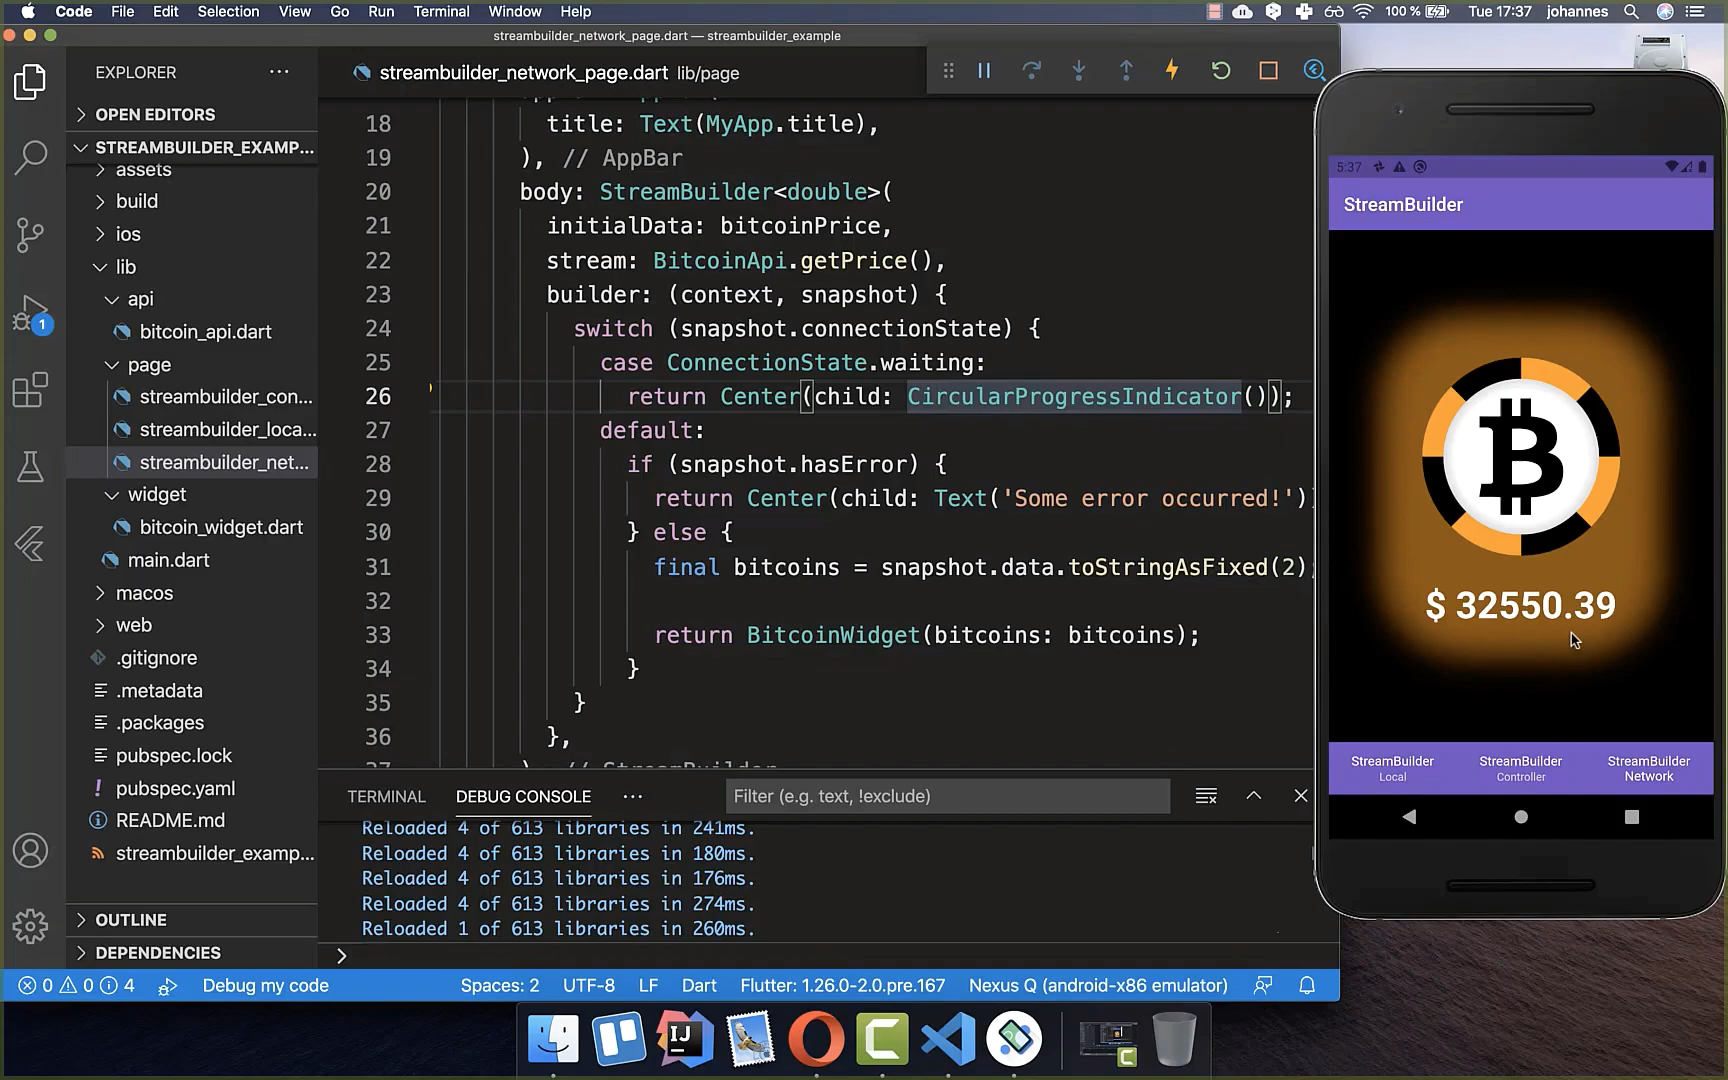 Code File Edit Selection View Go Run Terminal Window Help 100 % Tue 17:37 johannes
streambuilder_network_page.dart — streambuilder_example
EXPLORER ...
OPEN EDITORS
STREAMBUILDER_EXAMP...
assets
build
ios
lib
api
bitcoin_api.dart
page
streambuilder_con...
streambuilder_loca...
streambuilder_net...
widget
bitcoin_widget.dart
main.dart
macos
web
.gitignore
.metadata
.packages
pubspec.lock
! pubspec.yaml
README.md
streambuilder_examp...
OUTLINE
DEPENDENCIES
1
streambuilder_network_page.dart lib/page
18 title: Text(MyApp.title),
19 ), // AppBar
20 body: StreamBuilder<double>(
21 initialData: bitcoinPrice,
22 stream: BitcoinApi.getPrice(),
23 builder: (context, snapshot) {
24 switch (snapshot.connectionState) {
25 case ConnectionState.waiting:
26 return Center(child: CircularProgressIndicator());
27 default:
28 if (snapshot.hasError) {
29 return Center(child: Text('Some error occurred!'))
30 } else {
31 final bitcoins = snapshot.data.toStringAsFixed(2);
32
33 return BitcoinWidget(bitcoins: bitcoins);
34 }
35 }
36 },
37 ), // StreamBuilder
TERMINAL DEBUG CONSOLE ... Filter (e.g. text, !exclude)
Reloaded 4 of 613 libraries in 241ms.
Reloaded 4 of 613 libraries in 180ms.
Reloaded 4 of 613 libraries in 176ms.
Reloaded 4 of 613 libraries in 274ms.
Reloaded 1 of 613 libraries in 260ms.
0 0 4 Debug my code Spaces: 2 UTF-8 LF Dart Flutter: 1.26.0-2.0.pre.167 Nexus Q (android-x86 emulator)
5:37
StreamBuilder
$ 32550.39
StreamBuilder
Local
StreamBuilder
Controller
StreamBuilder
Network
IJ